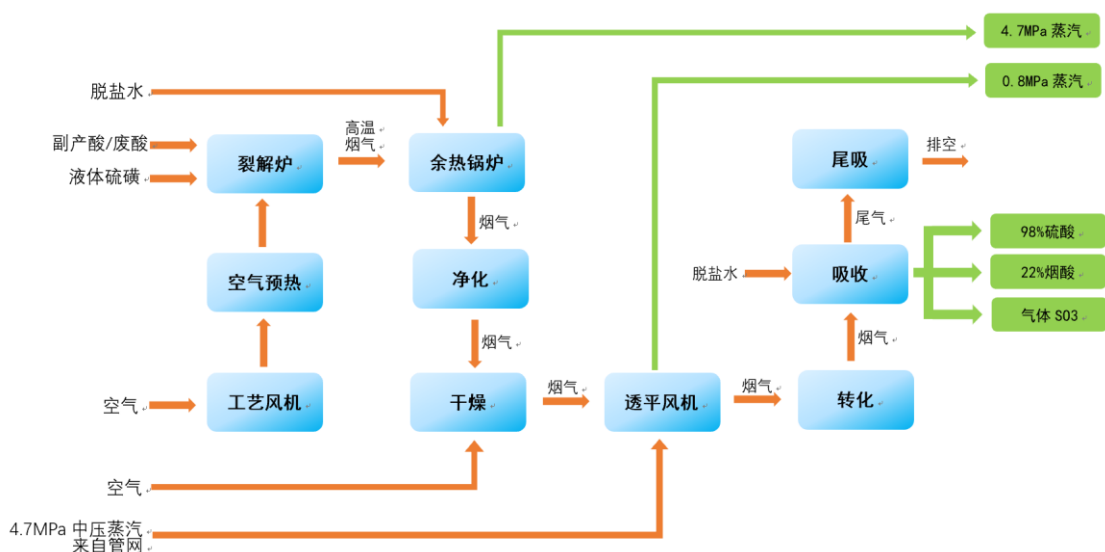 4.7MPa 蒸汽
0.8MPa 蒸汽
脱盐水
副产酸/废酸
液体硫磺
裂解炉
高温
烟气
余热锅炉
尾吸
排空
烟气
尾气
空气预热
净化
脱盐水
吸收
98%硫酸
22%烟酸
气体 SO3
烟气
烟气
空气
工艺风机
干燥
烟气
透平风机
烟气
转化
空气
4.7MPa 中压蒸汽
来自管网